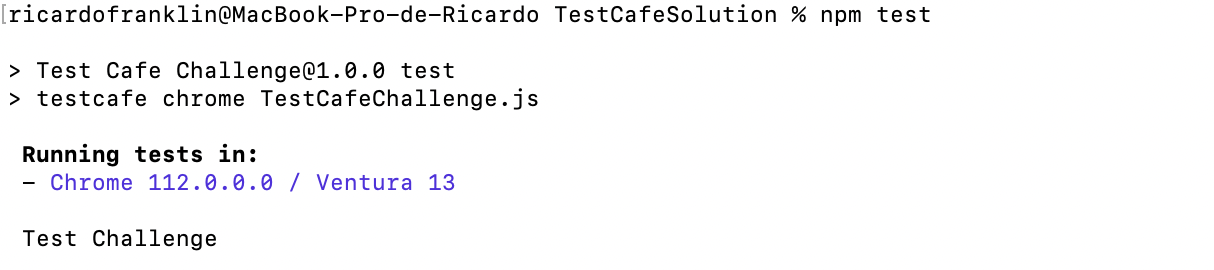 [ricardofranklin@MacBook-Pro-de-Ricardo TestCafeSolution % npm test
> Test Cafe Challenge@1.0.0 test
> testcafe chrome TestCafeChallenge.js
Running tests in:
- Chrome 112.0.0.0 / Ventura 13
Test Challenge